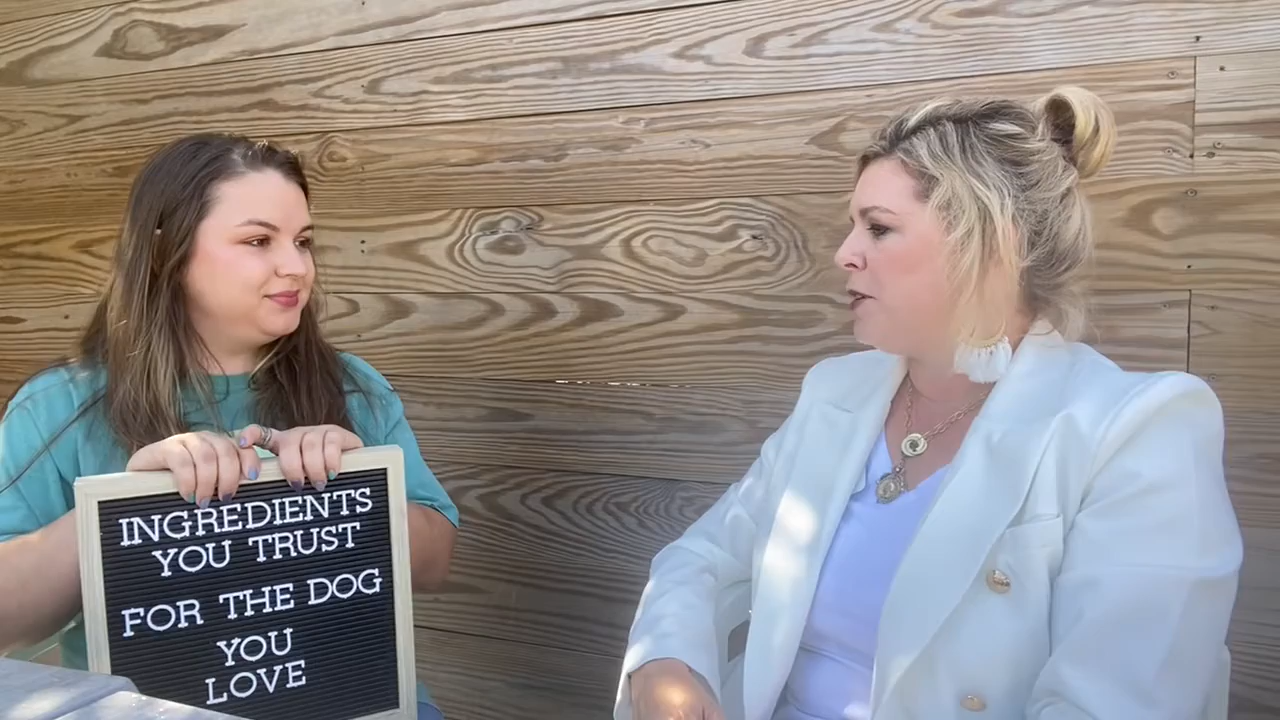 INGREDIENTS
YOU TRUST
FOR THE DOG
YOU
LOVE